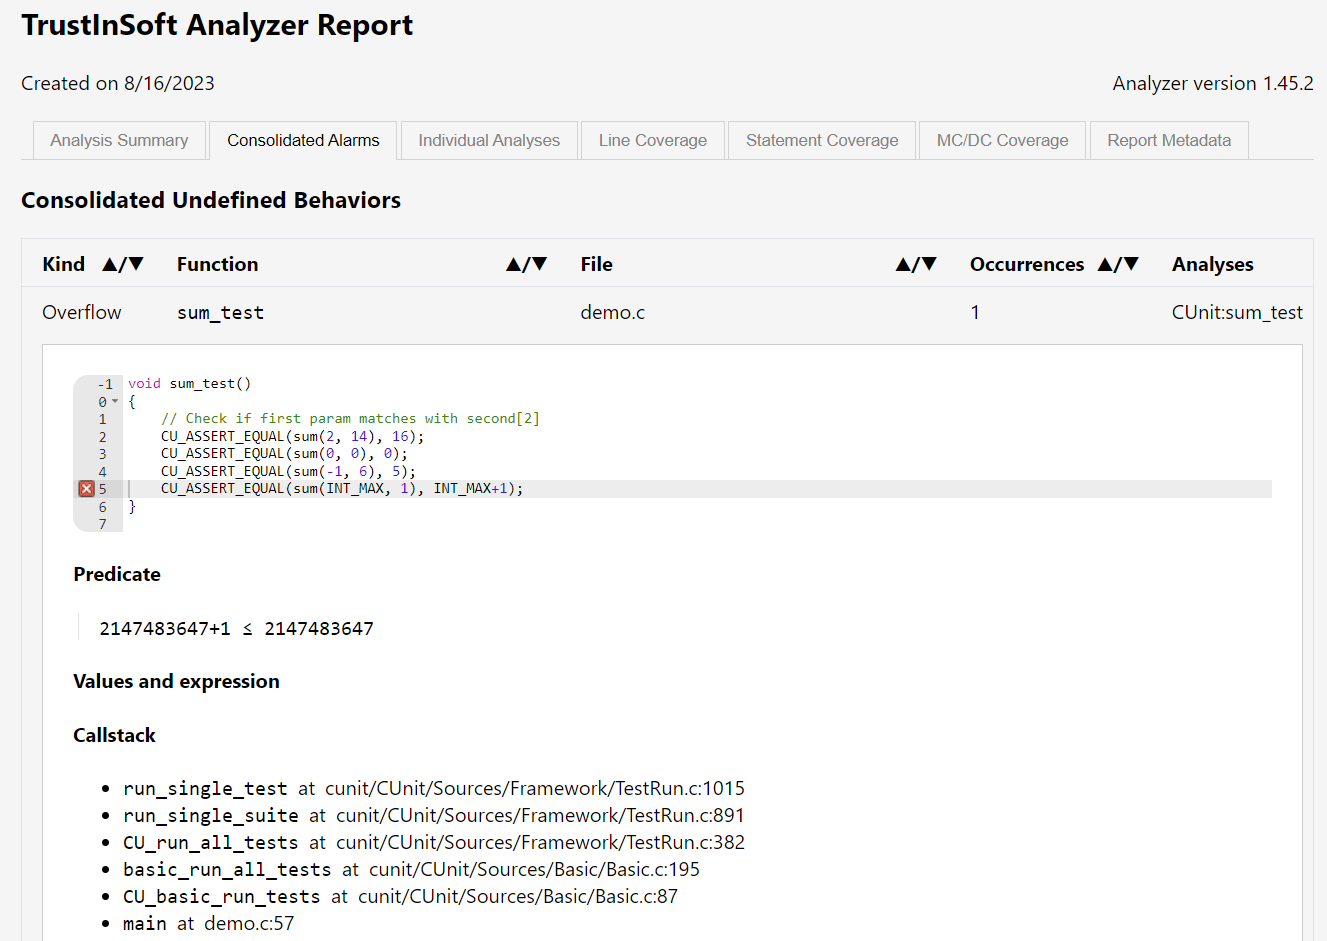 TrustInSoft Analyzer Report
Created on 8/16/2023 Analyzer version 1.45.2
Analysis Summary Consolidated Alarms Individual Analyses Line Coverage Statement Coverage MC/DC Coverage Report Metadata
Consolidated Undefined Behaviors
Kind ▲/▼ Function ▲/▼ File ▲/▼ Occurrences ▲/▼ Analyses
Overflow sum_test demo.c 1 CUnit:sum_test
-1 void sum_test()
0 {
1 // Check if first param matches with second[2]
2 CU_ASSERT_EQUAL(sum(2, 14), 16);
3 CU_ASSERT_EQUAL(sum(0, 0), 0);
4 CU_ASSERT_EQUAL(sum(-1, 6), 5);
5 CU_ASSERT_EQUAL(sum(INT_MAX, 1), INT_MAX+1);
6 }
7
Predicate
2147483647+1 ≤ 2147483647
Values and expression
Callstack
• run_single_test at cunit/CUnit/Sources/Framework/TestRun.c:1015
• run_single_suite at cunit/CUnit/Sources/Framework/TestRun.c:891
• CU_run_all_tests at cunit/CUnit/Sources/Framework/TestRun.c:382
• basic_run_all_tests at cunit/CUnit/Sources/Basic/Basic.c:195
• CU_basic_run_tests at cunit/CUnit/Sources/Basic/Basic.c:87
• main at demo.c:57